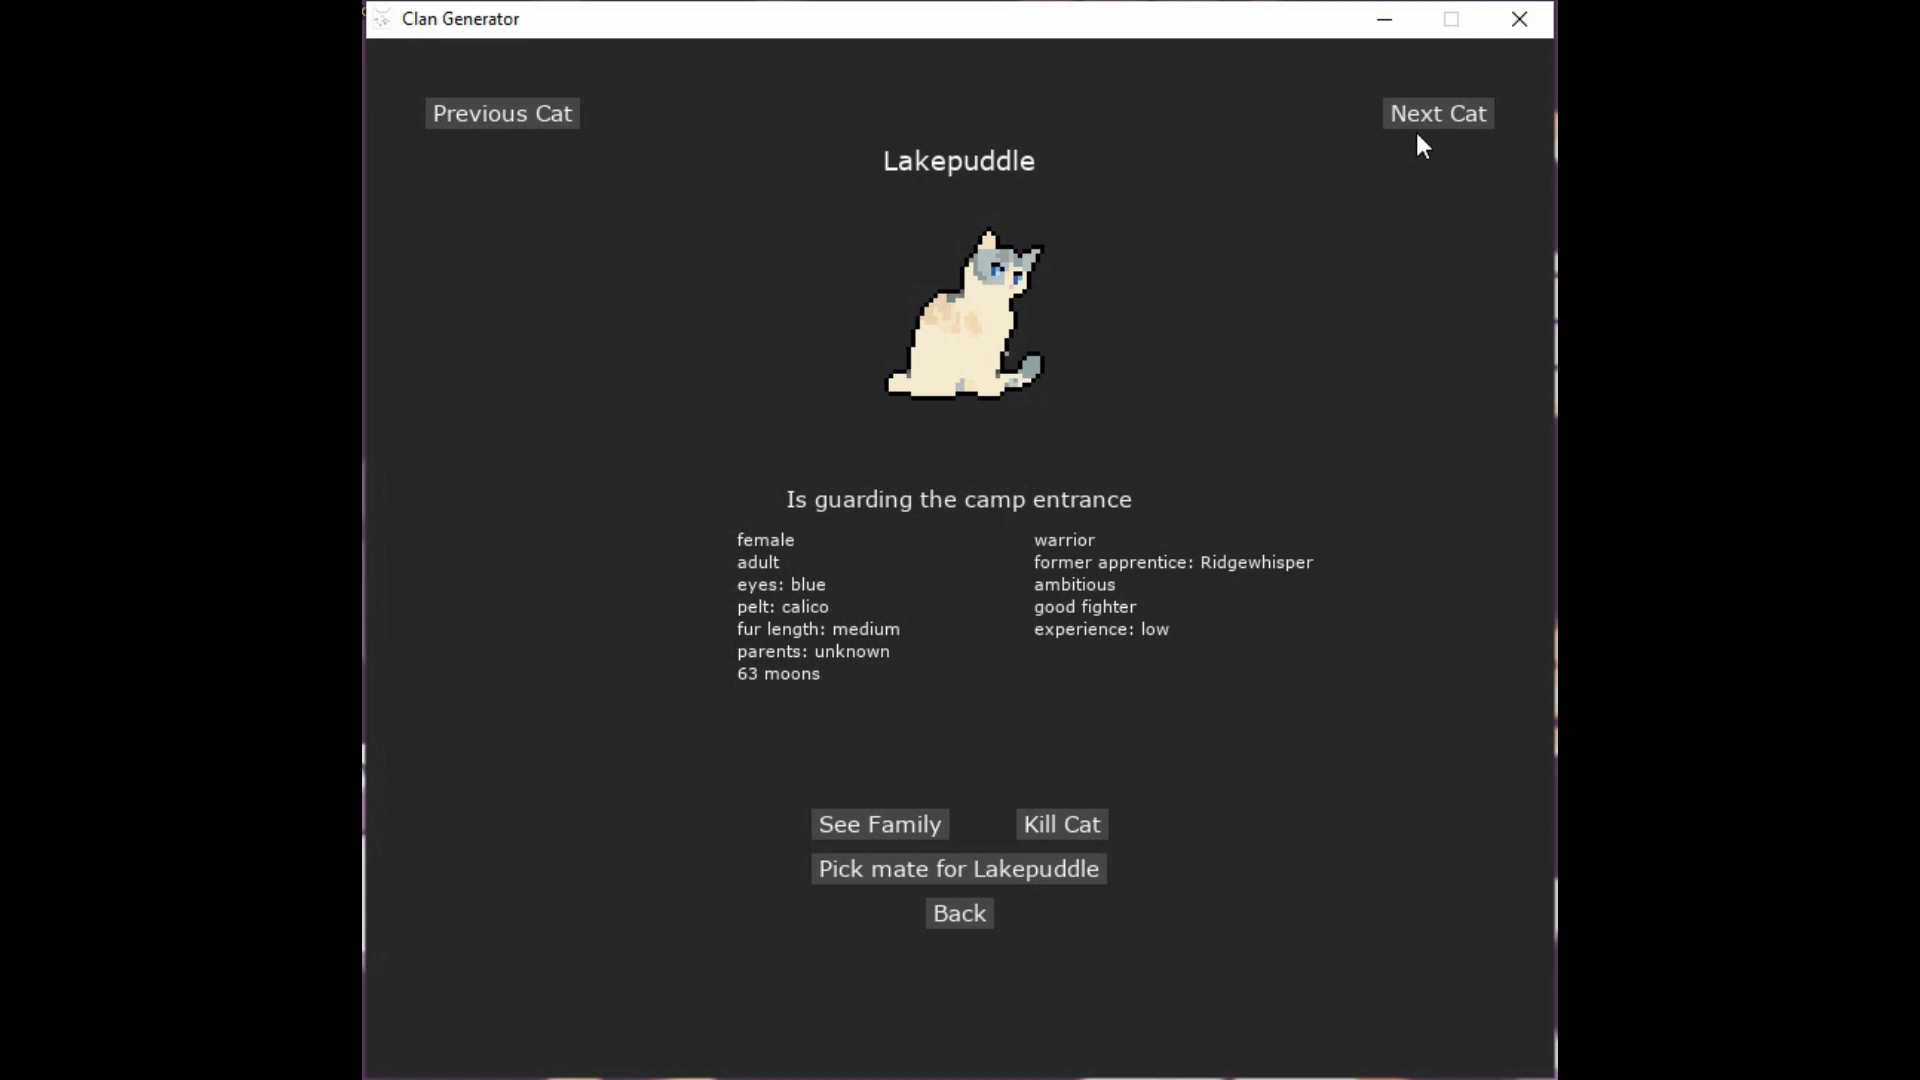 Clan Generator
Previous Cat
Next Cat
Lakepuddle
Is guarding the camp entrance
female
adult
eyes: blue
pelt: calico
fur length: medium
parents: unknown
63 moons
warrior
former apprentice: Ridgewhisper
ambitious
good fighter
experience: low
See Family
Kill Cat
Pick mate for Lakepuddle
Back